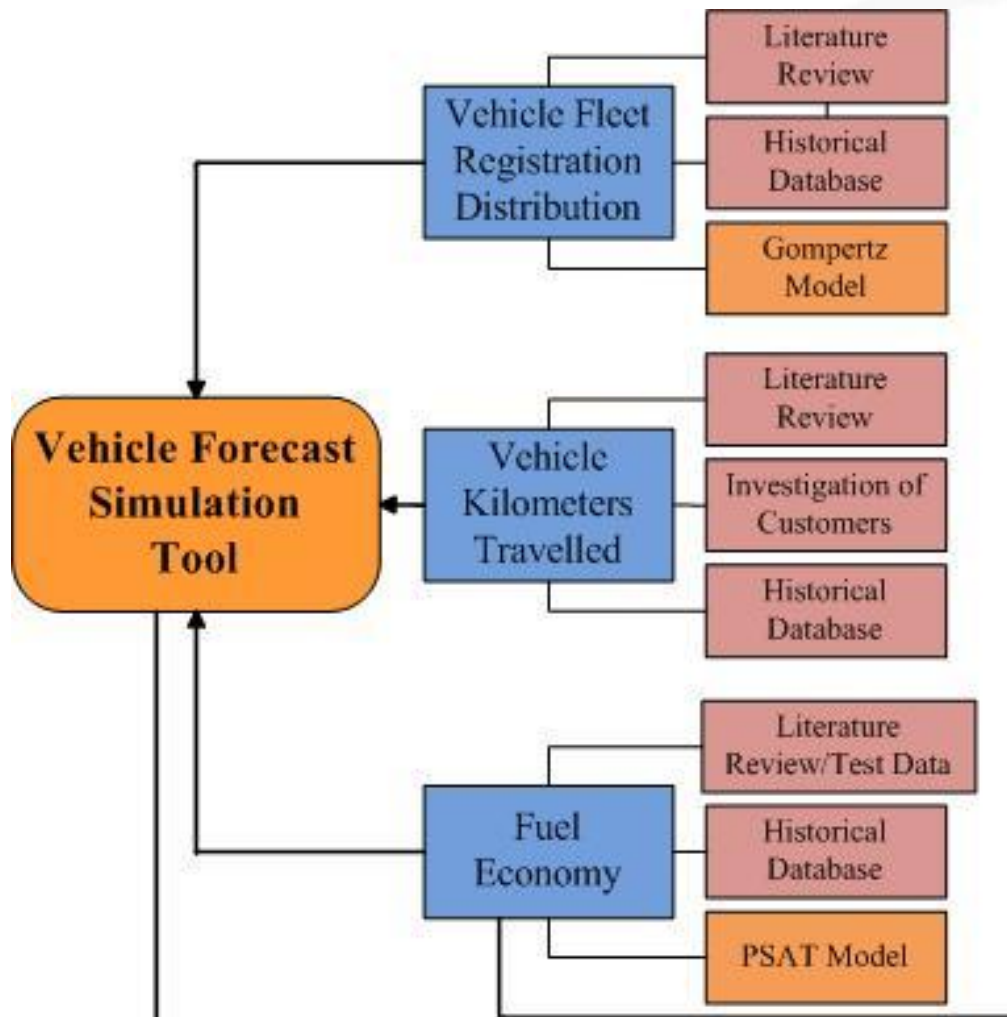 Literature
Review
Vehicle Fleet
Registration
Distribution
Historical
Database
Gompertz
Model
Literature
Review
Vehicle Forecast
Simulation
Tool
Vehicle
Kilometers
Travelled
Investigation of
Customers
Historical
Database
Literature
Review/Test Data
Fuel
Economy
Historical
Database
PSAT Model